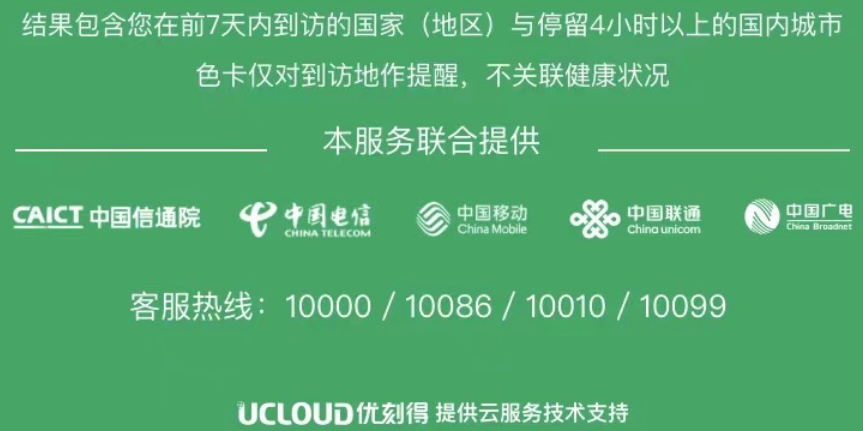 结果包含您在前7天内到访的国家（地区）与停留4小时以上的国内城市
色卡仅对到访地作提醒，不关联健康状况
本服务联合提供
CAICT 中国信通院 中国电信 CHINA TELECOM 中国移动 China Mobile 中国联通 China unicom 中国广电 China Broadnet
客服热线：10000 / 10086 / 10010 / 10099
UCLOUD优刻得 提供云服务技术支持